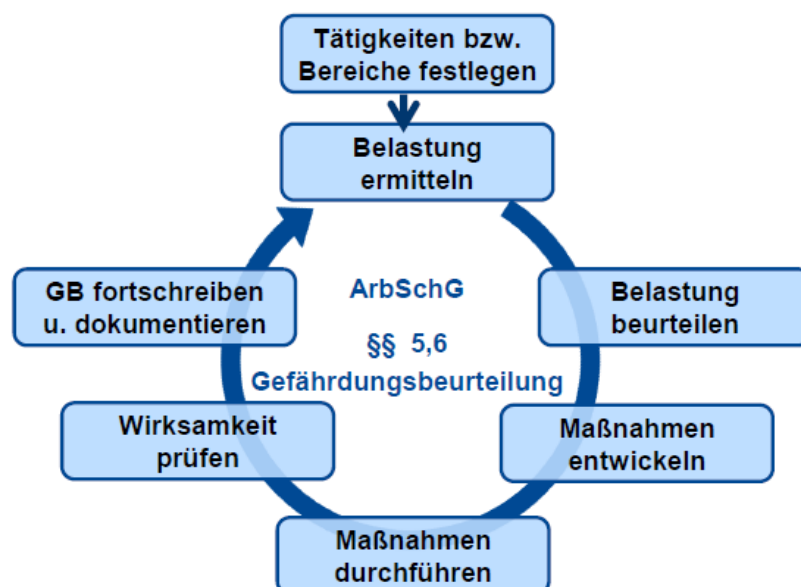 Tätigkeiten bzw.
Bereiche festlegen
Belastung
ermitteln
Belastung
beurteilen
Maßnahmen
entwickeln
Maßnahmen
durchführen
Wirksamkeit
prüfen
GB fortschreiben
u. dokumentieren
ArbSchG
§§ 5,6
Gefährdungsbeurteilung